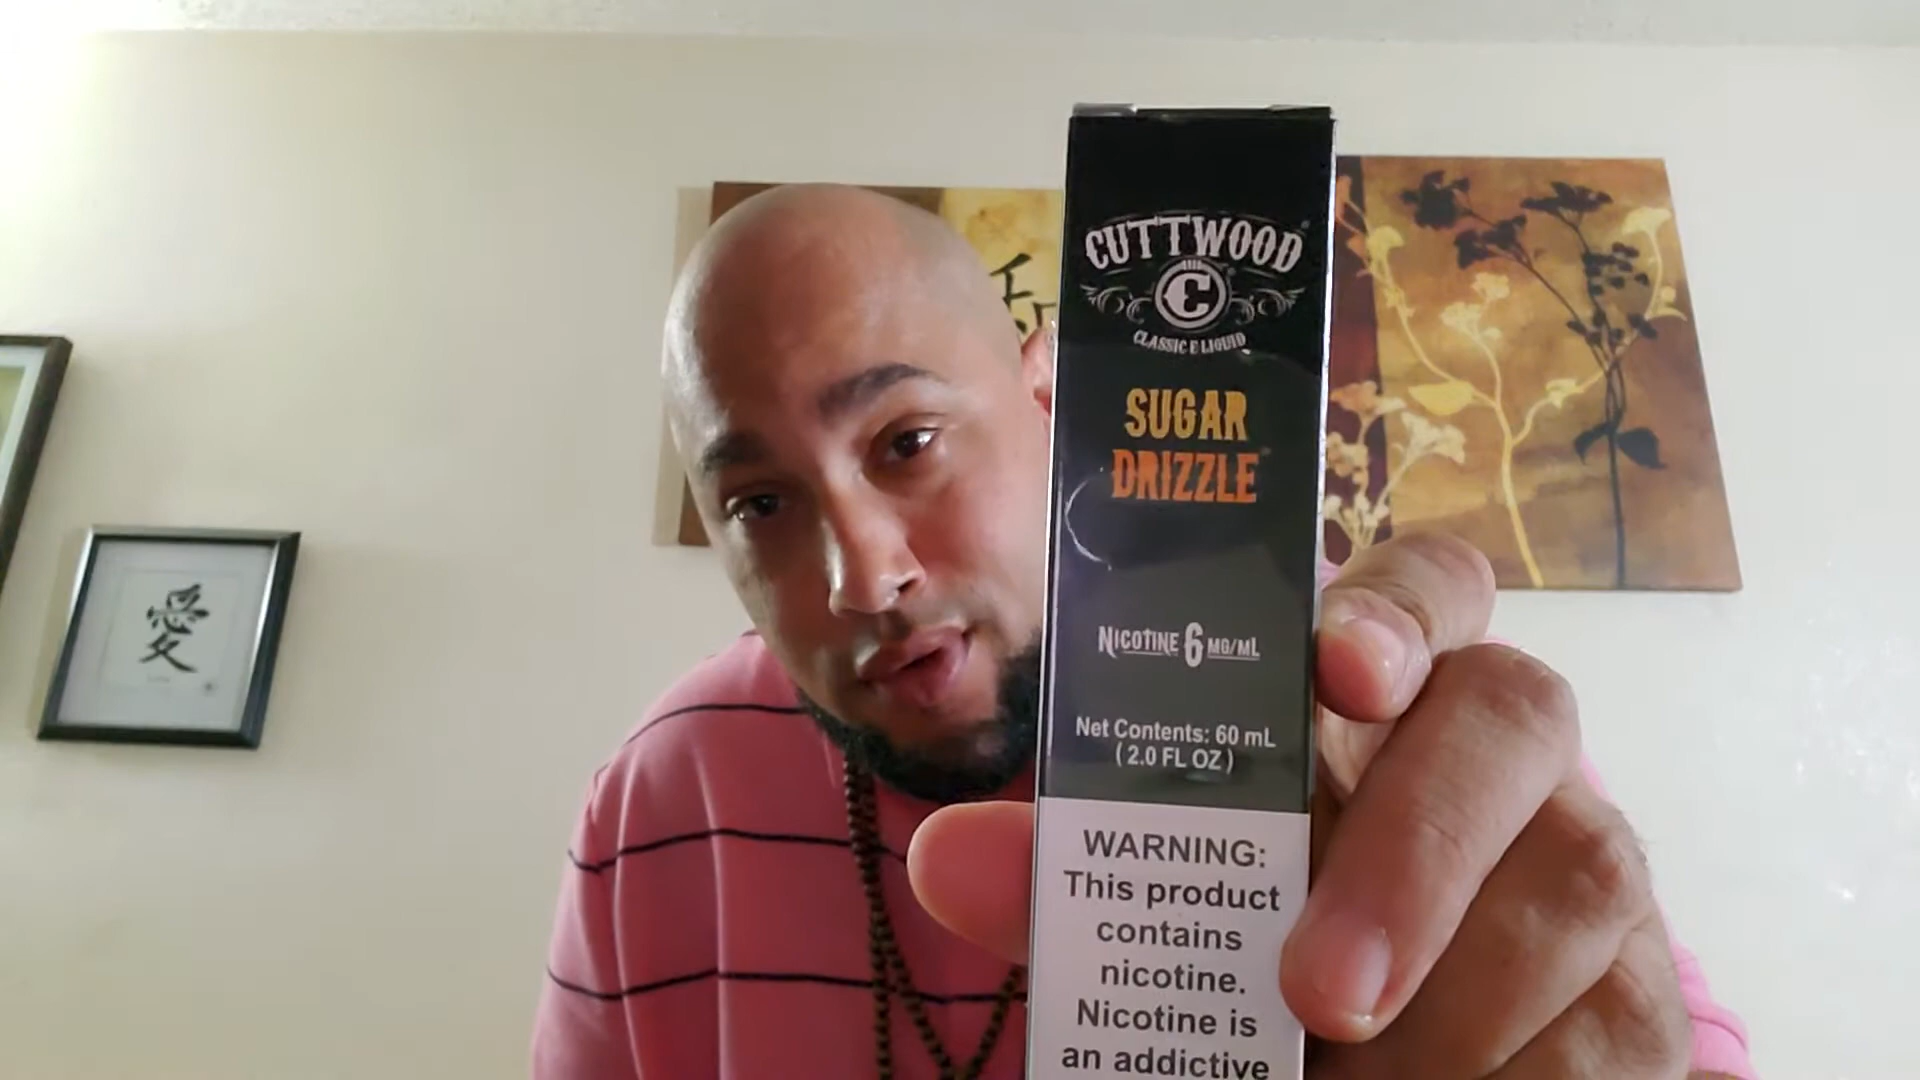 愛
CUTTWOOD
C
CLASSIC E LIQUID
SUGAR
DRIZZLE
NICOTINE 6 MG/ML
Net Contents: 60 mL
( 2.0 FL OZ )
WARNING:
This product
contains
nicotine.
Nicotine is
an addictive